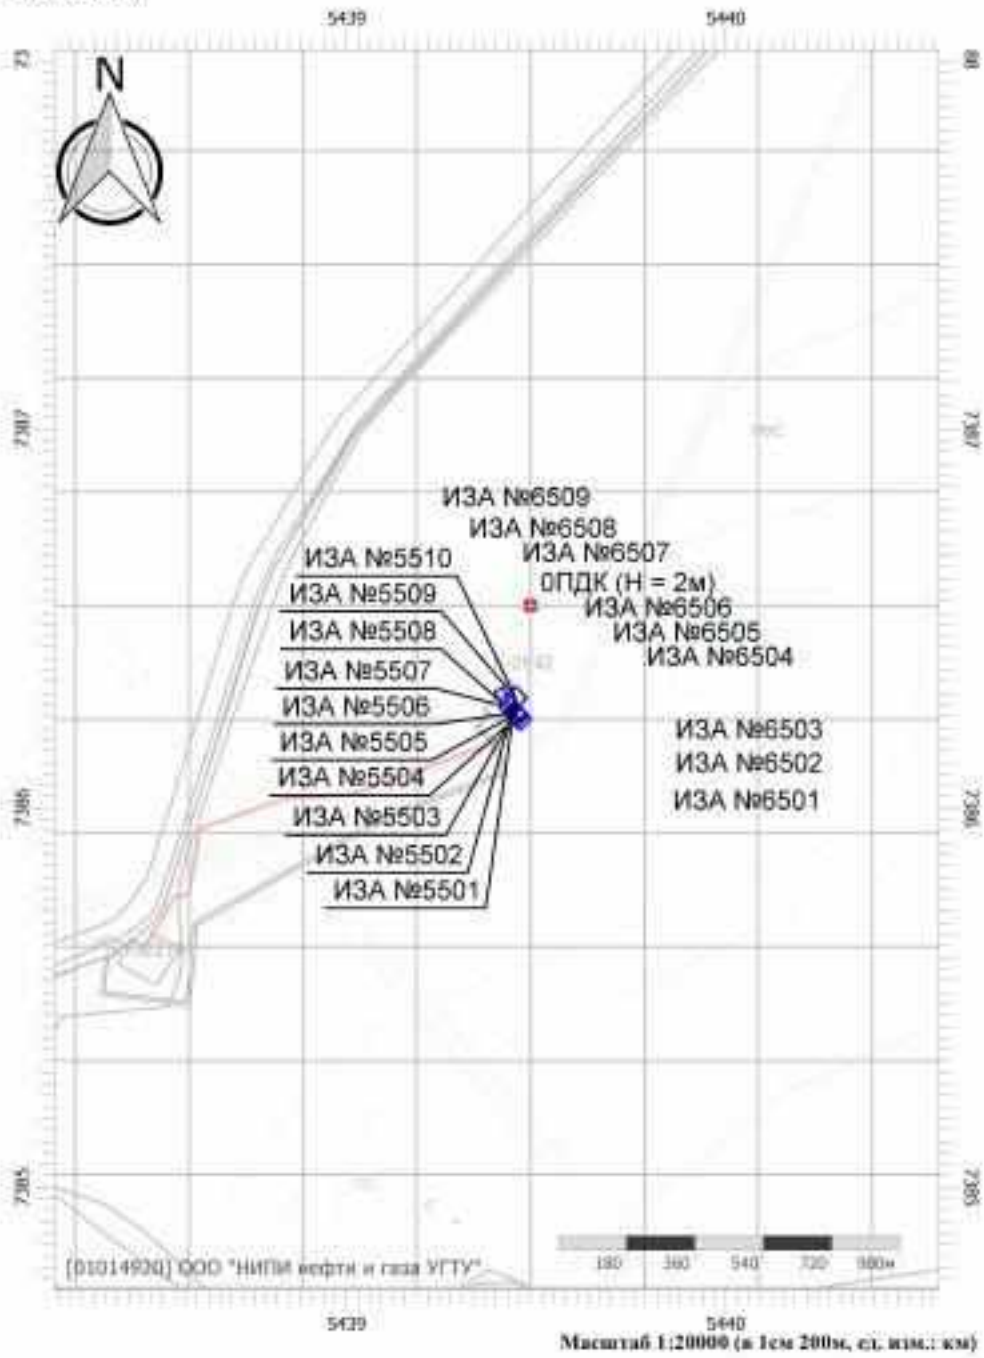 5439 5440
N
7387 7387
ИЗА №6509
ИЗА №6508
ИЗА №6507
ИЗА №5510
0ПДК (H = 2м)
ИЗА №5509
ИЗА №6506
ИЗА №5508
ИЗА №6505
ИЗА №6504
ИЗА №5507
ИЗА №5506
ИЗА №6503
ИЗА №5505
ИЗА №6502
ИЗА №5504
ИЗА №6501
7386 7386
ИЗА №5503
ИЗА №5502
ИЗА №5501
7385 7385
[01014920] ООО "НИПИ нефти и газа УГТУ"
180 360 540 720 900м
5439 5440
Масштаб 1:20000 (в 1см 200м, ед. изм.: км)